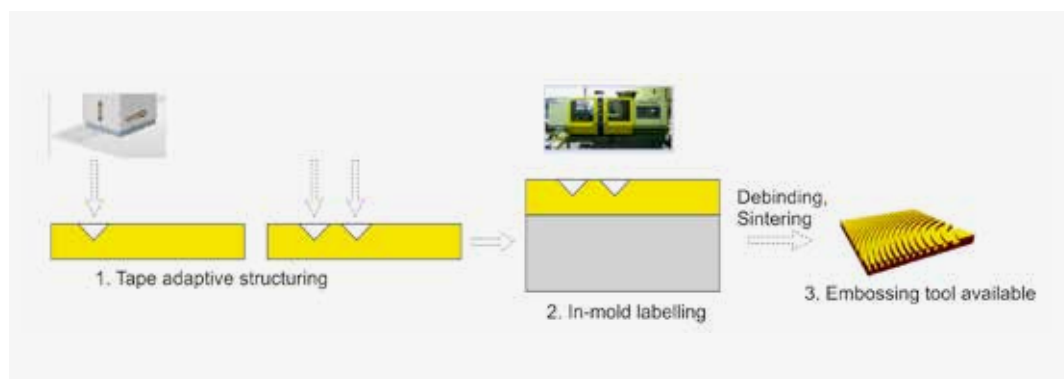 1. Tape adaptive structuring
2. In-mold labelling
Debinding,
Sintering
3. Embossing tool available